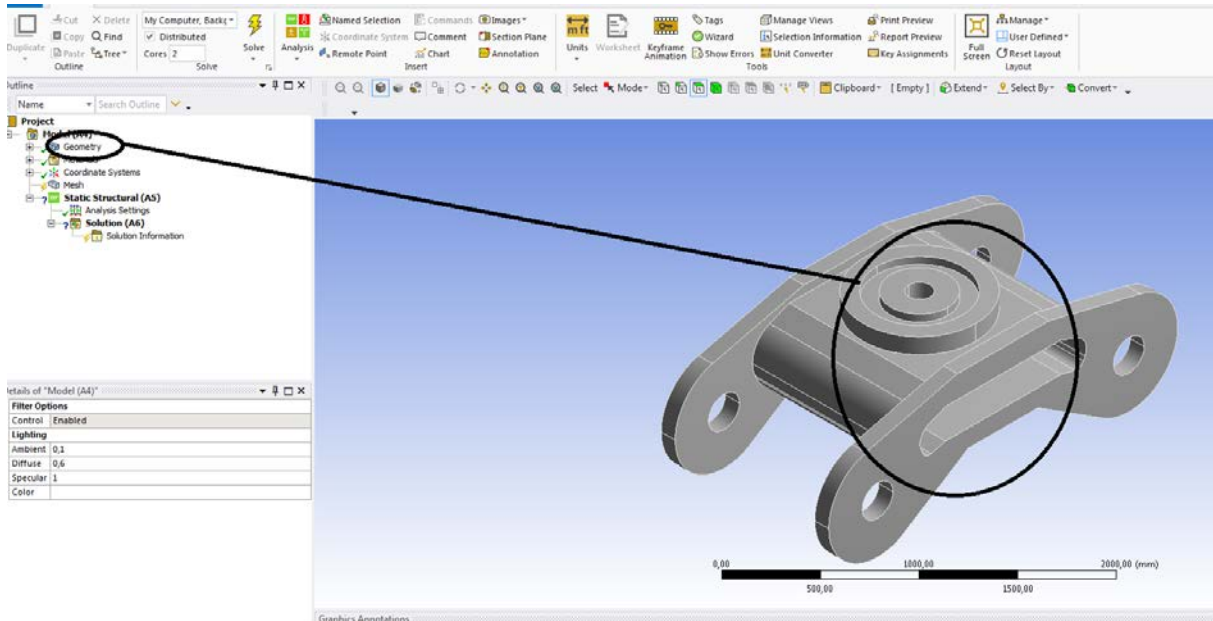 Cut Delete My Computer, Backg Named Selection Commands Images Tags Manage Views Print Preview Manage
Copy Find Distributed Coordinate System Comment Section Plane Wizard Selection Information Report Preview User Defined
Duplicate Paste Tree Cores 2 Solve Analysis Remote Point Chart Annotation Units Worksheet Keyframe Animation Show Errors Unit Converter Key Assignments Full Screen Reset Layout
Outline Solve Insert Tools Layout
Outline
Select Mode Clipboard [ Empty ] Extend Select By Convert
Name Search Outline
Project
Model (A4)
Geometry
Coordinate Systems
Mesh
Static Structural (A5)
Analysis Settings
Solution (A6)
Solution Information
Details of "Model (A4)"
Filter Options
Control Enabled
Lighting
Ambient 0,1
Diffuse 0,6
Specular 1
Color
0,00 1000,00 2000,00 (mm)
500,00 1500,00
Graphics Annotations